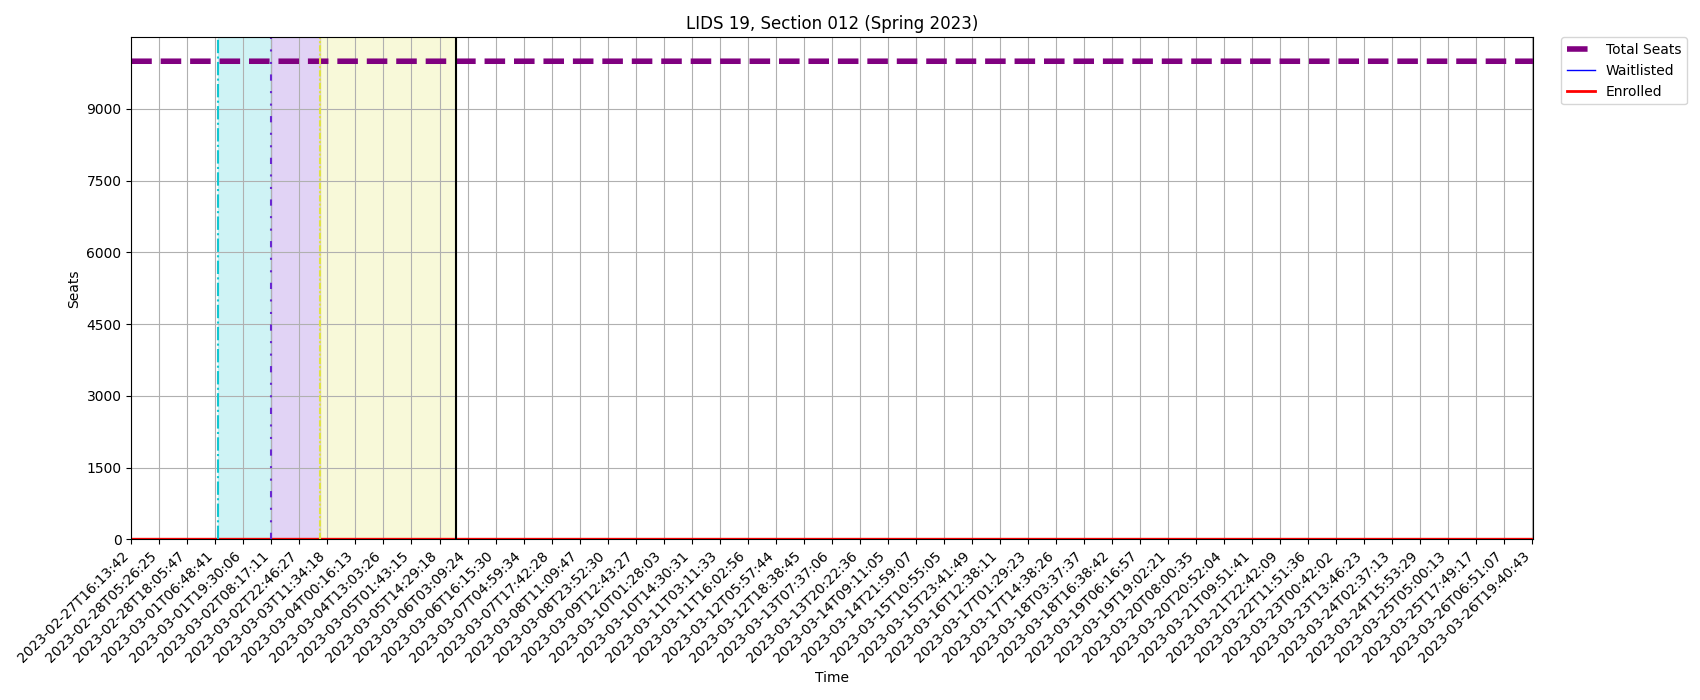 LIDS 19, Section 012 (Spring 2023)
Total Seats
Waitlisted
Enrolled
Seats
9000
7500
6000
4500
3000
1500
0
2023-02-27T16:13:42
2023-02-28T05:26:25
2023-02-28T18:05:47
2023-03-01T06:48:41
2023-03-01T19:30:06
2023-03-02T08:17:11
2023-03-02T22:46:27
2023-03-03T11:34:18
2023-03-04T00:16:13
2023-03-04T13:03:26
2023-03-05T01:43:15
2023-03-05T14:29:18
2023-03-06T03:09:24
2023-03-06T16:15:30
2023-03-07T04:59:34
2023-03-07T17:42:28
2023-03-08T11:09:47
2023-03-08T23:52:30
2023-03-09T12:43:27
2023-03-10T01:28:03
2023-03-10T14:30:31
2023-03-11T03:11:33
2023-03-11T16:02:56
2023-03-12T05:57:44
2023-03-12T18:38:45
2023-03-13T07:37:06
2023-03-13T20:22:36
2023-03-14T09:11:05
2023-03-14T21:59:07
2023-03-15T10:55:05
2023-03-15T23:41:49
2023-03-16T12:38:11
2023-03-17T01:29:23
2023-03-17T14:38:26
2023-03-18T03:37:37
2023-03-18T16:38:42
2023-03-19T06:16:57
2023-03-19T19:02:21
2023-03-20T08:00:35
2023-03-20T20:52:04
2023-03-21T09:51:41
2023-03-21T22:42:09
2023-03-22T11:51:36
2023-03-23T00:42:02
2023-03-23T13:46:23
2023-03-24T02:37:13
2023-03-24T15:53:29
2023-03-25T05:00:13
2023-03-25T17:49:17
2023-03-26T06:51:07
2023-03-26T19:40:43
Time